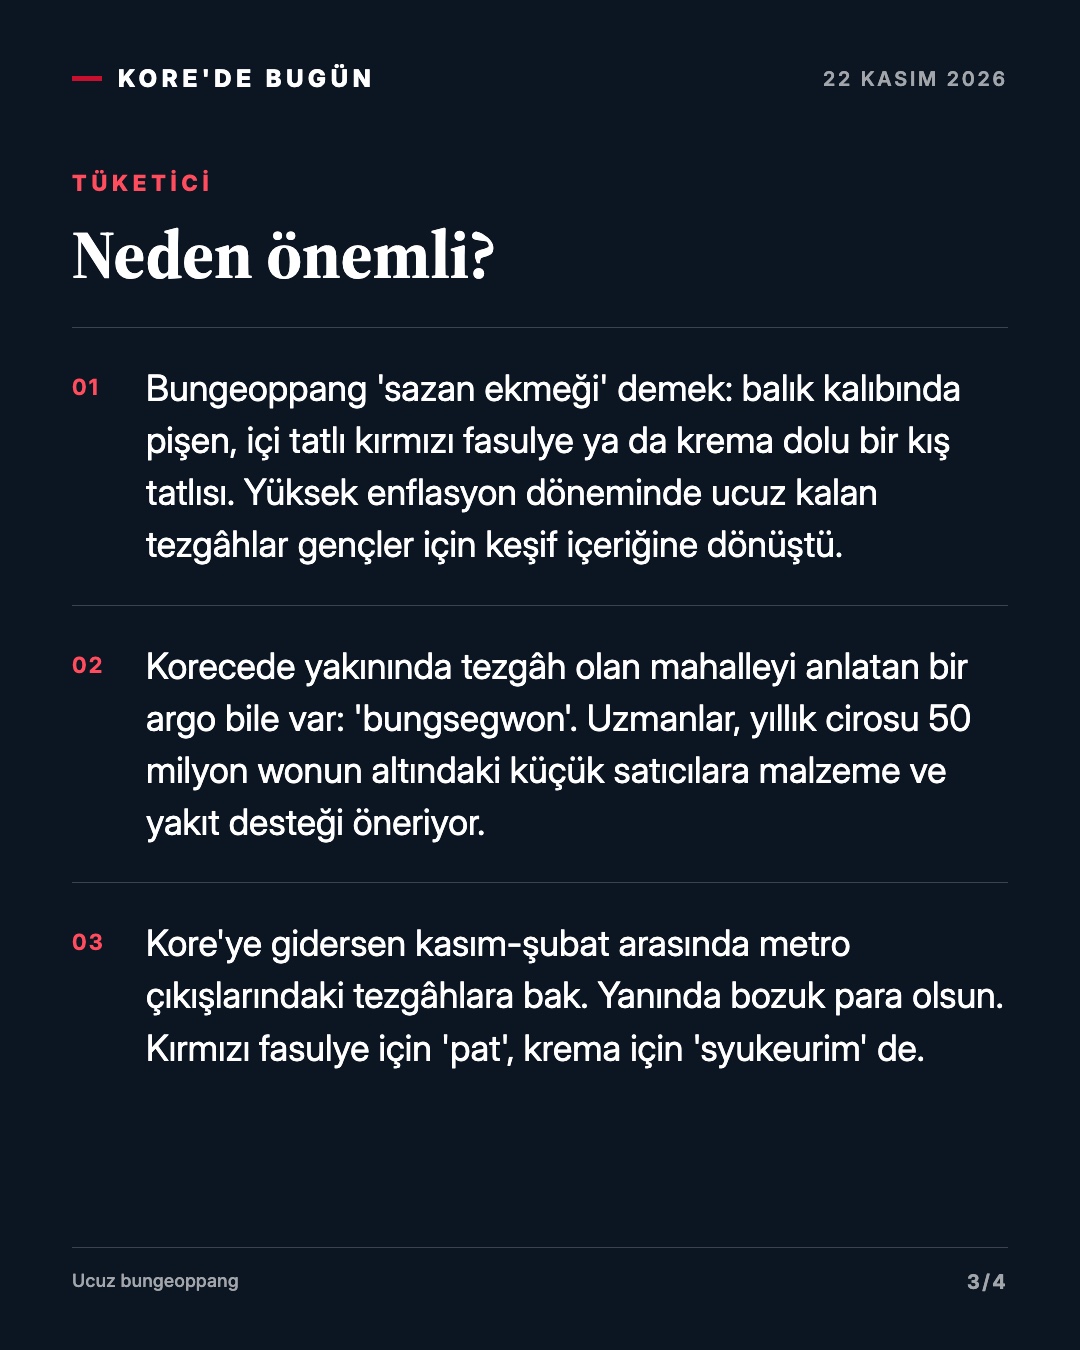 KORE'DE BUGÜN
22 KASIM 2026
TÜKETİCİ
Neden önemli?
01
Bungeoppang 'sazan ekmeği' demek: balık kalıbında
pişen, içi tatlı kırmızı fasulye ya da krema dolu bir kış
tatlısı. Yüksek enflasyon döneminde ucuz kalan
tezgâhlar gençler için keşif içeriğine dönüştü.
02
Korecede yakınında tezgâh olan mahalleyi anlatan bir
argo bile var: 'bungsegwon'. Uzmanlar, yıllık cirosu 50
milyon wonun altındaki küçük satıcılara malzeme ve
yakıt desteği öneriyor.
03
Kore'ye gidersen kasım-şubat arasında metro
çıkışlarındaki tezgâhlara bak. Yanında bozuk para olsun.
Kırmızı fasulye için 'pat', krema için 'syukeurim' de.
Ucuz bungeoppang
3/4